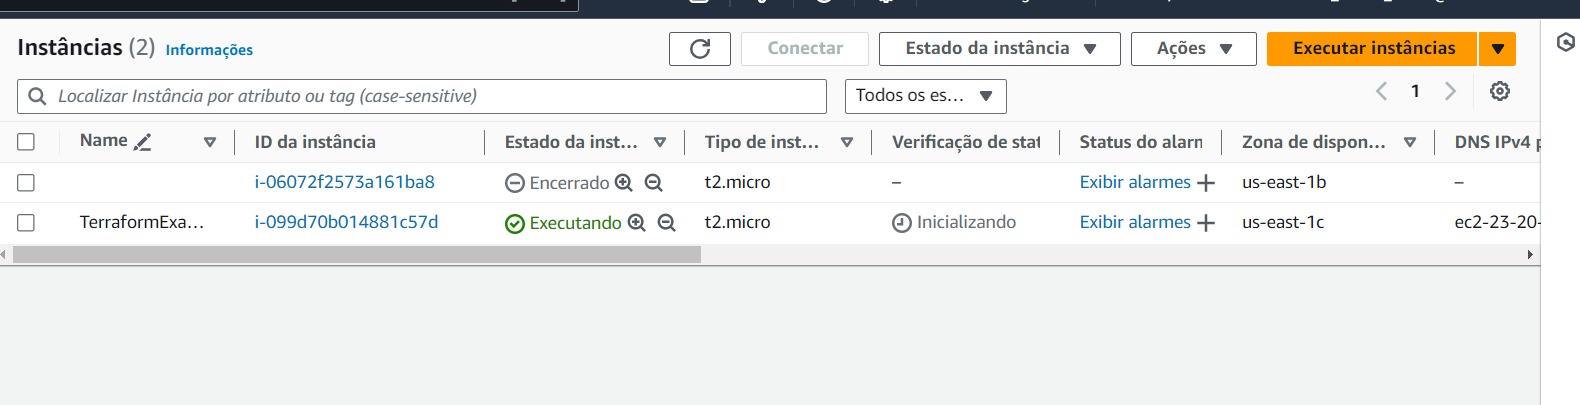 Instâncias (2) Informações
Conectar
Estado da instância
Ações
Executar instâncias
Localizar Instância por atributo ou tag (case-sensitive)
Todos os es...
1
Name ID da instância Estado da inst... Tipo de inst... Verificação de stat Status do alarr Zona de dispon... DNS IPv4 p
i-06072f2573a161ba8 Encerrado t2.micro – Exibir alarmes + us-east-1b –
TerraformExa... i-099d70b014881c57d Executando t2.micro Inicializando Exibir alarmes + us-east-1c ec2-23-20-